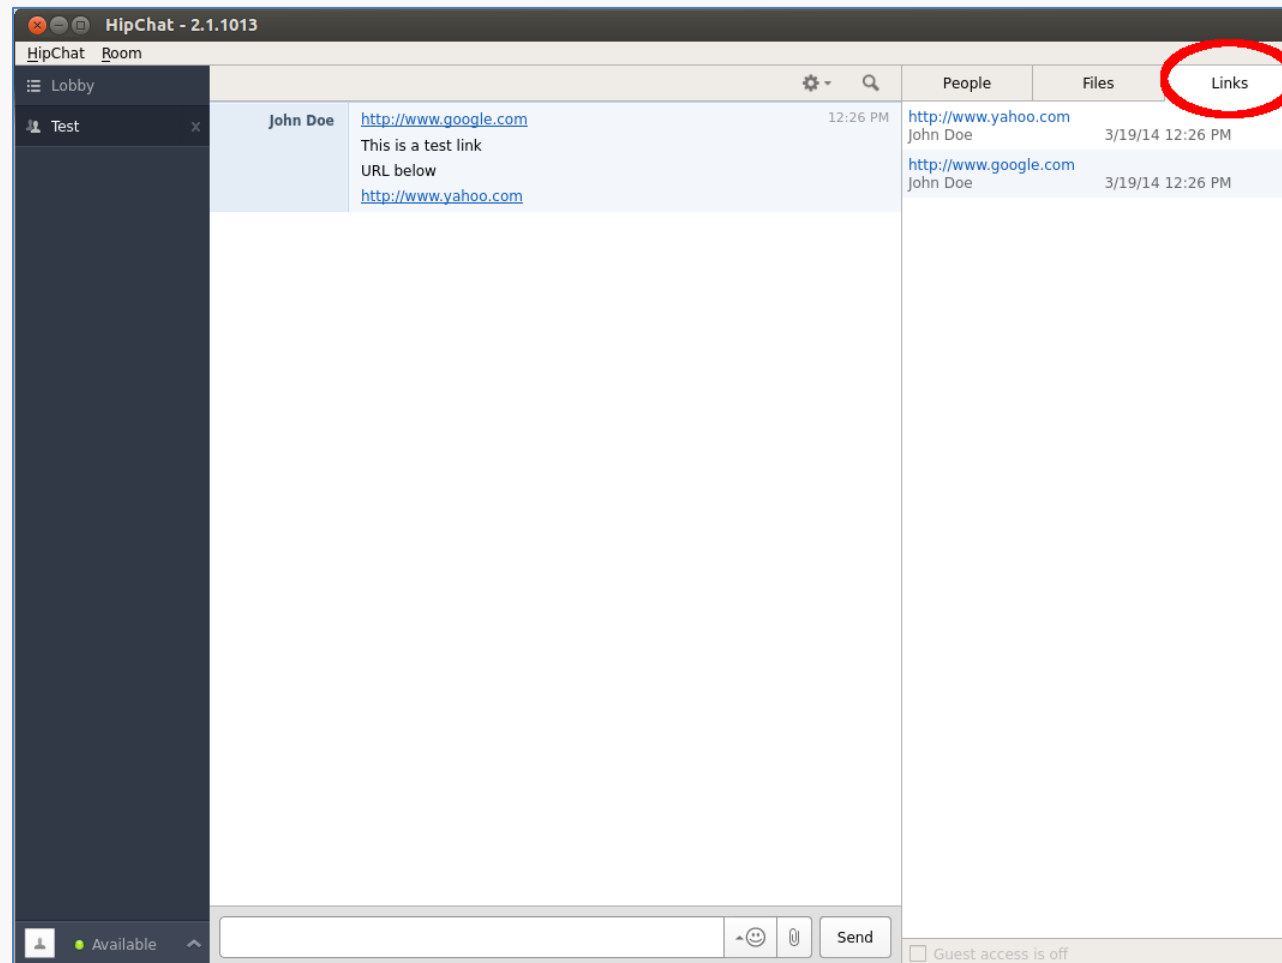 HipChat - 2.1.1013
HipChat Room
Lobby
Test x
People Files Links
John Doe http://www.google.com 12:26 PM
This is a test link
URL below
http://www.yahoo.com
http://www.yahoo.com
John Doe 3/19/14 12:26 PM
http://www.google.com
John Doe 3/19/14 12:26 PM
Available
Send
Guest access is off